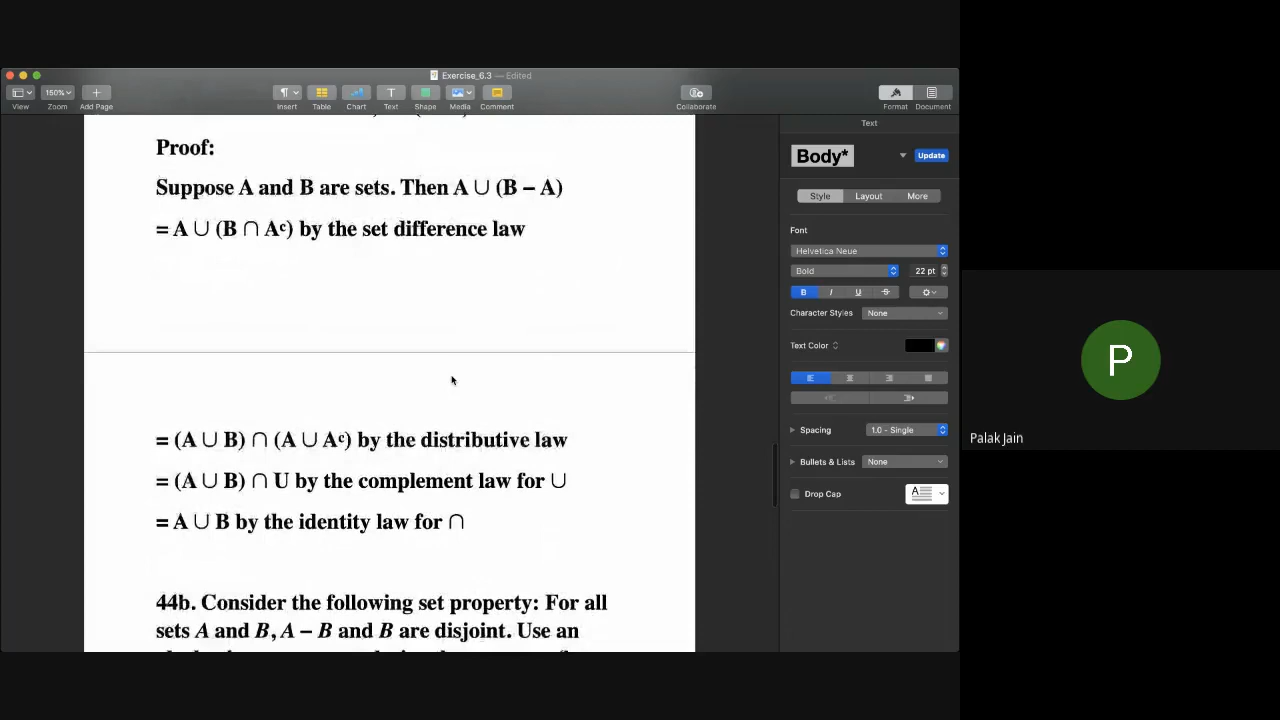 Exercise_6.3 — Edited
View
150%
Zoom
Add Page
Insert
Table
Chart
Text
Shape
Media
Comment
Collaborate
Format
Document
Proof:
Suppose A and B are sets. Then A ∪ (B − A)
= A ∪ (B ∩ Aᶜ) by the set difference law
= (A ∪ B) ∩ (A ∪ Aᶜ) by the distributive law
= (A ∪ B) ∩ U by the complement law for ∪
= A ∪ B by the identity law for ∩
44b. Consider the following set property: For all
sets A and B, A − B and B are disjoint. Use an
Text
Body*
Update
Style
Layout
More
Font
Helvetica Neue
Bold
22 pt
B I U S
Character Styles
None
Text Color
Spacing
1.0 - Single
Bullets & Lists
None
Drop Cap
A
P
Palak Jain